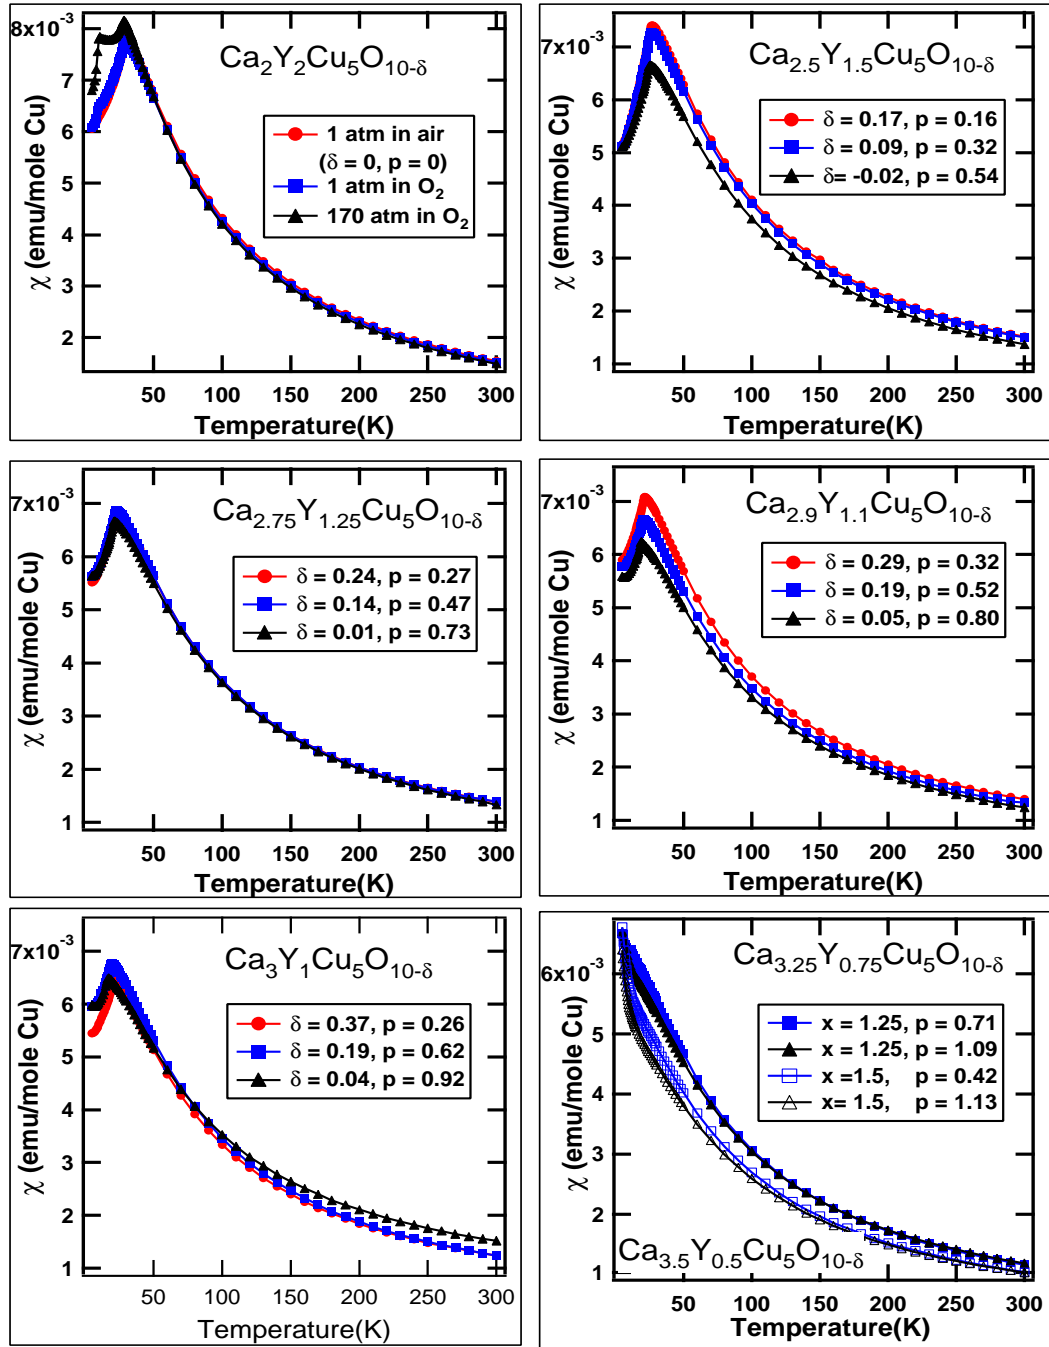 8x10⁻³
7
6
5
4
3
2
χ (emu/mole Cu)
Ca₂Y₂Cu₅O₁₀₋δ
1 atm in air
(δ = 0, p = 0)
1 atm in O₂
170 atm in O₂
50 100 150 200 250 300
Temperature(K)
7x10⁻³
6
5
4
3
2
1
χ (emu/mole Cu)
Ca₂.₅Y₁.₅Cu₅O₁₀₋δ
δ = 0.17, p = 0.16
δ = 0.09, p = 0.32
δ= -0.02, p = 0.54
50 100 150 200 250 300
Temperature(K)
7x10⁻³
6
5
4
3
2
1
χ (emu/mole Cu)
Ca₂.₇₅Y₁.₂₅Cu₅O₁₀₋δ
δ = 0.24, p = 0.27
δ = 0.14, p = 0.47
δ = 0.01, p = 0.73
50 100 150 200 250 300
Temperature(K)
7x10⁻³
6
5
4
3
2
1
χ (emu/mole Cu)
Ca₂.₉Y₁.₁Cu₅O₁₀₋δ
δ = 0.29, p = 0.32
δ = 0.19, p = 0.52
δ = 0.05, p = 0.80
50 100 150 200 250 300
Temperature(K)
7x10⁻³
6
5
4
3
2
1
χ (emu/mole Cu)
Ca₃Y₁Cu₅O₁₀₋δ
δ = 0.37, p = 0.26
δ = 0.19, p = 0.62
δ = 0.04, p = 0.92
50 100 150 200 250 300
Temperature(K)
6x10⁻³
5
4
3
2
1
χ (emu/mole Cu)
Ca₃.₂₅Y₀.₇₅Cu₅O₁₀₋δ
x = 1.25, p = 0.71
x = 1.25, p = 1.09
x =1.5, p = 0.42
x= 1.5, p = 1.13
Ca₃.₅Y₀.₅Cu₅O₁₀₋δ
50 100 150 200 250 300
Temperature(K)